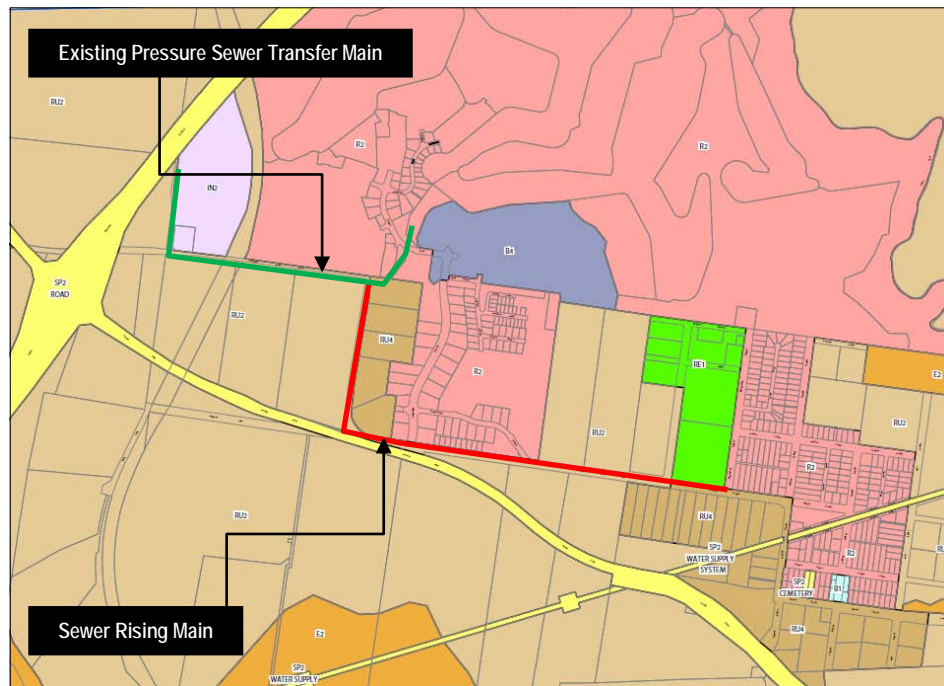 Existing Pressure Sewer Transfer Main
RU2
R2
R2
IN2
B4
SP2
ROAD
RU2
RU4
R2
RE1
E2
RU2
RU2
R2
RU2
RU4
SP2
WATER SUPPLY
SYSTEM
R2
SP2
CEMETERY
B1
RU4
Sewer Rising Main
E2
SP2
WATER SUPPLY